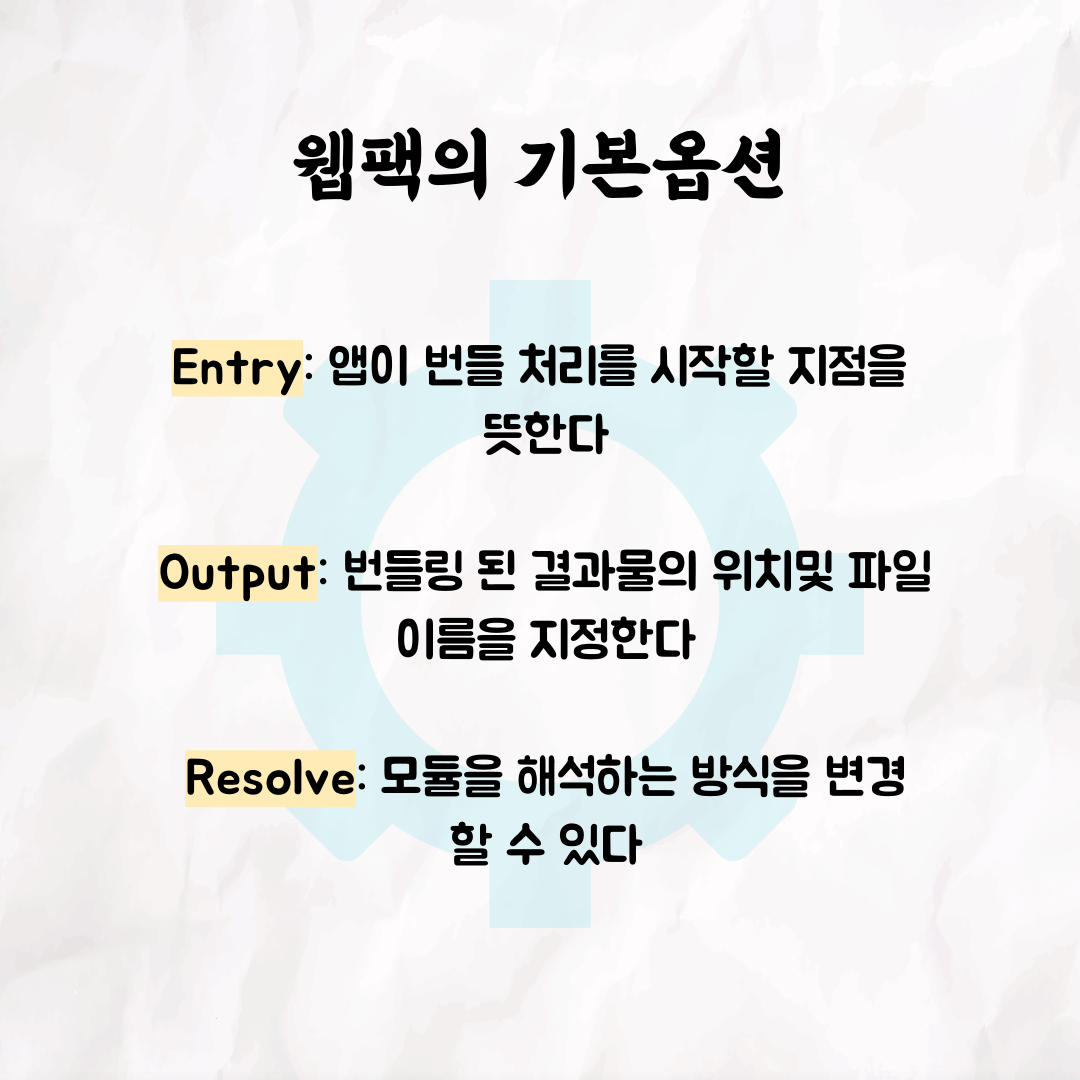 웹팩의 기본옵션
Entry: 앱이 번들 처리를 시작할 지점을
뜻한다
Output: 번들링 된 결과물의 위치및 파일
이름을 지정한다
Resolve: 모듈을 해석하는 방식을 변경
할 수 있다